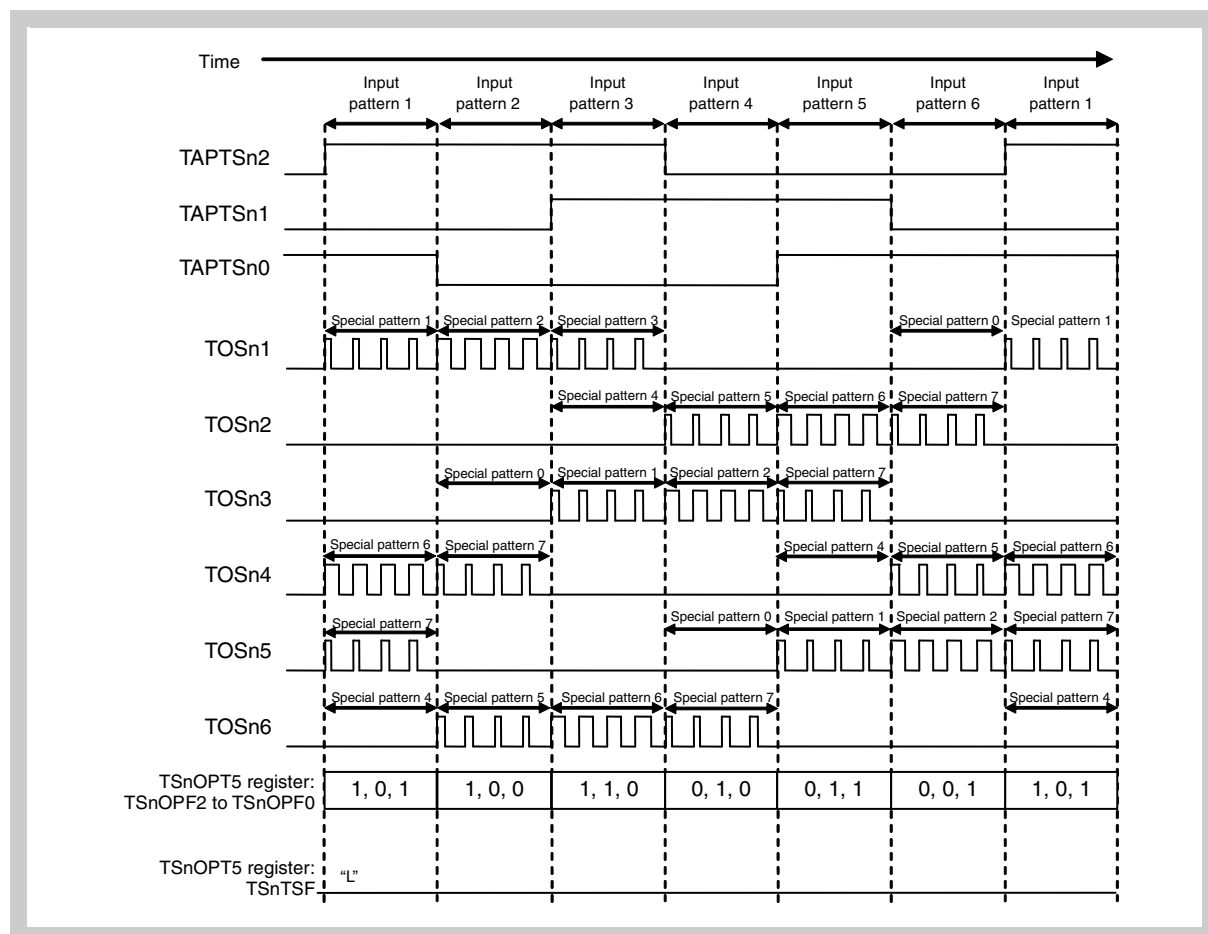 Time
Input pattern 1
Input pattern 2
Input pattern 3
Input pattern 4
Input pattern 5
Input pattern 6
Input pattern 1
TAPTSn2
TAPTSn1
TAPTSn0
Special pattern 1 Special pattern 2 Special pattern 3 Special pattern 0 Special pattern 1
TOSn1
Special pattern 4 Special pattern 5 Special pattern 6 Special pattern 7
TOSn2
Special pattern 0 Special pattern 1 Special pattern 2 Special pattern 7
TOSn3
Special pattern 6 Special pattern 7 Special pattern 4 Special pattern 5 Special pattern 6
TOSn4
Special pattern 7 Special pattern 0 Special pattern 1 Special pattern 2 Special pattern 7
TOSn5
Special pattern 4 Special pattern 5 Special pattern 6 Special pattern 7 Special pattern 4
TOSn6
TSnOPT5 register:
TSnOPF2 to TSnOPF0
1, 0, 1 1, 0, 0 1, 1, 0 0, 1, 0 0, 1, 1 0, 0, 1 1, 0, 1
TSnOPT5 register:
TSnTSF
“L”